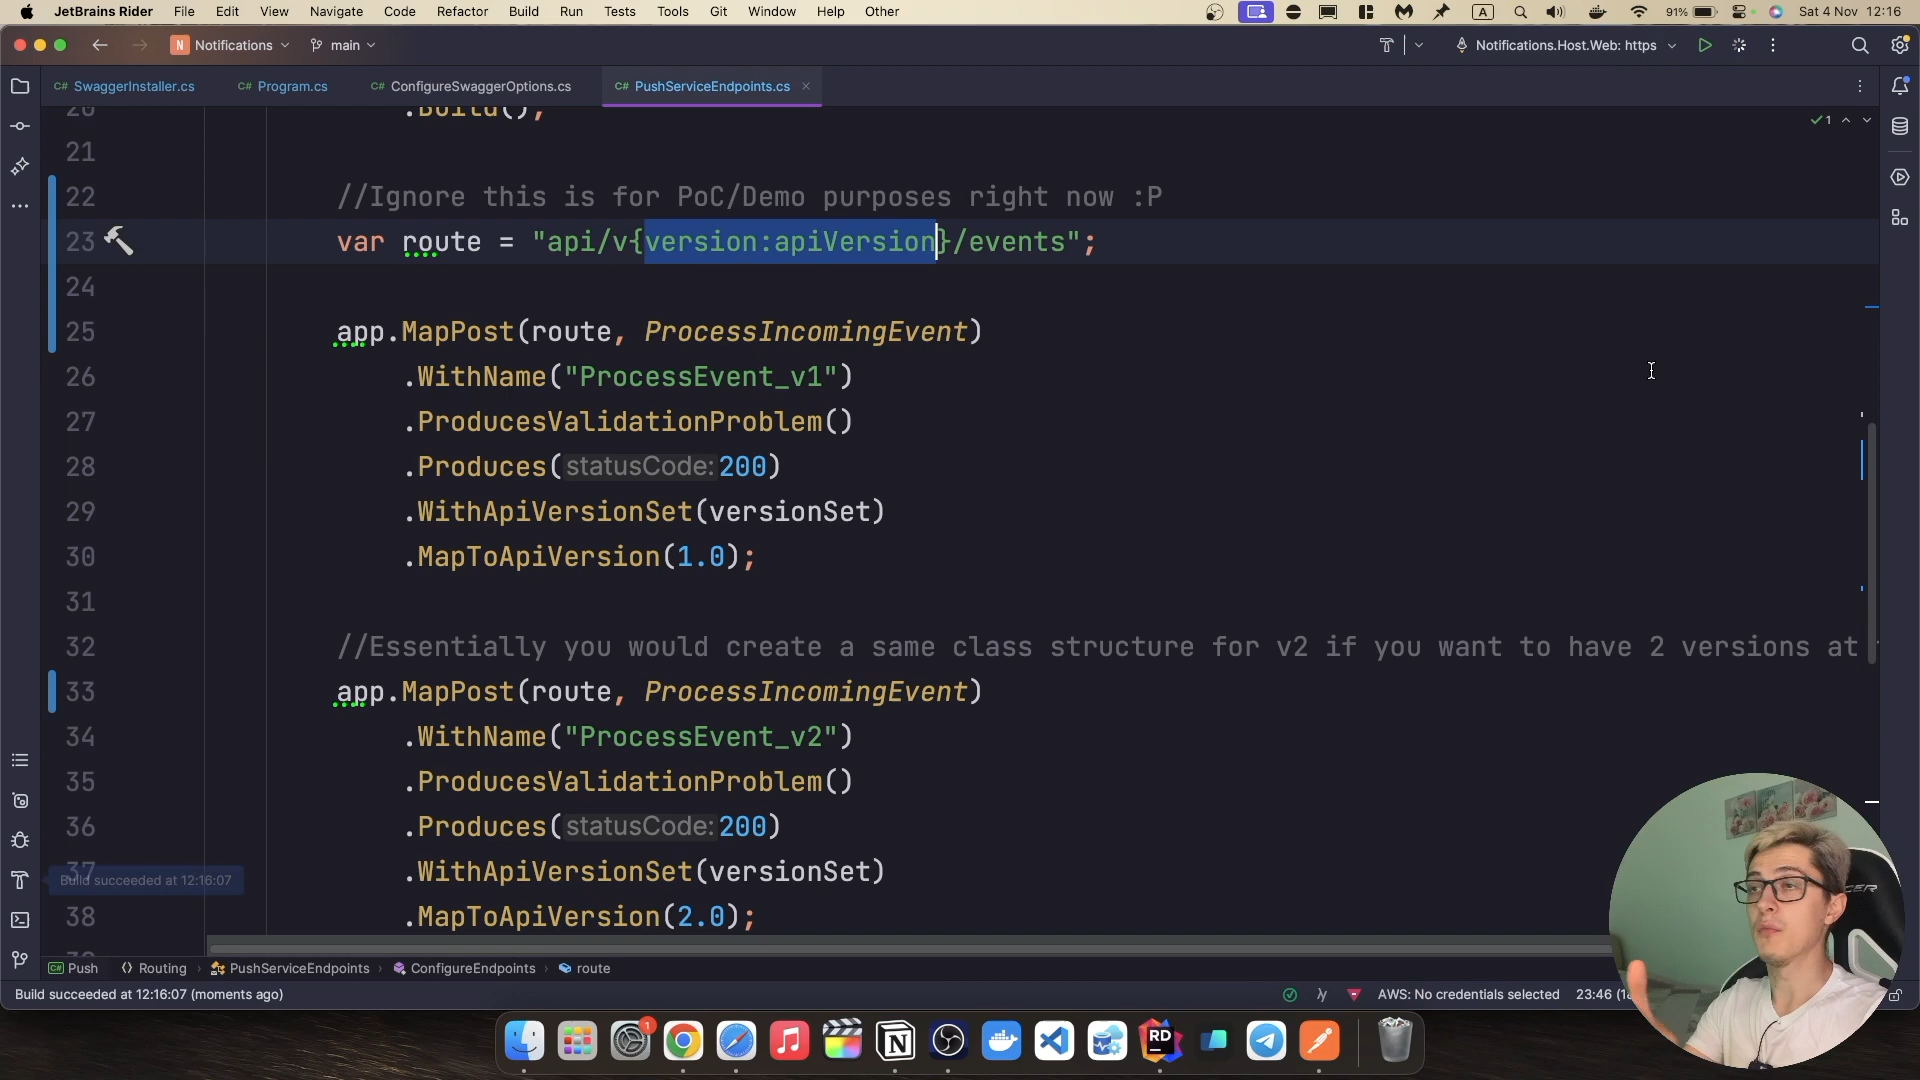 JetBrains Rider File Edit View Navigate Code Refactor Build Run Tests Tools Git Window Help Other A 91% Sat 4 Nov 12:16
N Notifications main Notifications.Host.Web: https
C# SwaggerInstaller.cs C# Program.cs C# ConfigureSwaggerOptions.cs C# PushServiceEndpoints.cs
20 .Build();
1
21
22 //Ignore this is for PoC/Demo purposes right now :P
23 var route = "api/v{version:apiVersion}/events";
24
25 app.MapPost(route, ProcessIncomingEvent)
26 .WithName("ProcessEvent_v1")
27 .ProducesValidationProblem()
28 .Produces(statusCode:200)
29 .WithApiVersionSet(versionSet)
30 .MapToApiVersion(1.0);
31
32 //Essentially you would create a same class structure for v2 if you want to have 2 versions at
33 app.MapPost(route, ProcessIncomingEvent)
34 .WithName("ProcessEvent_v2")
35 .ProducesValidationProblem()
36 .Produces(statusCode:200)
37 .WithApiVersionSet(versionSet)
Build succeeded at 12:16:07
38 .MapToApiVersion(2.0);
C# Push Routing PushServiceEndpoints ConfigureEndpoints route
Build succeeded at 12:16:07 (moments ago) AWS: No credentials selected 23:46
1
RD